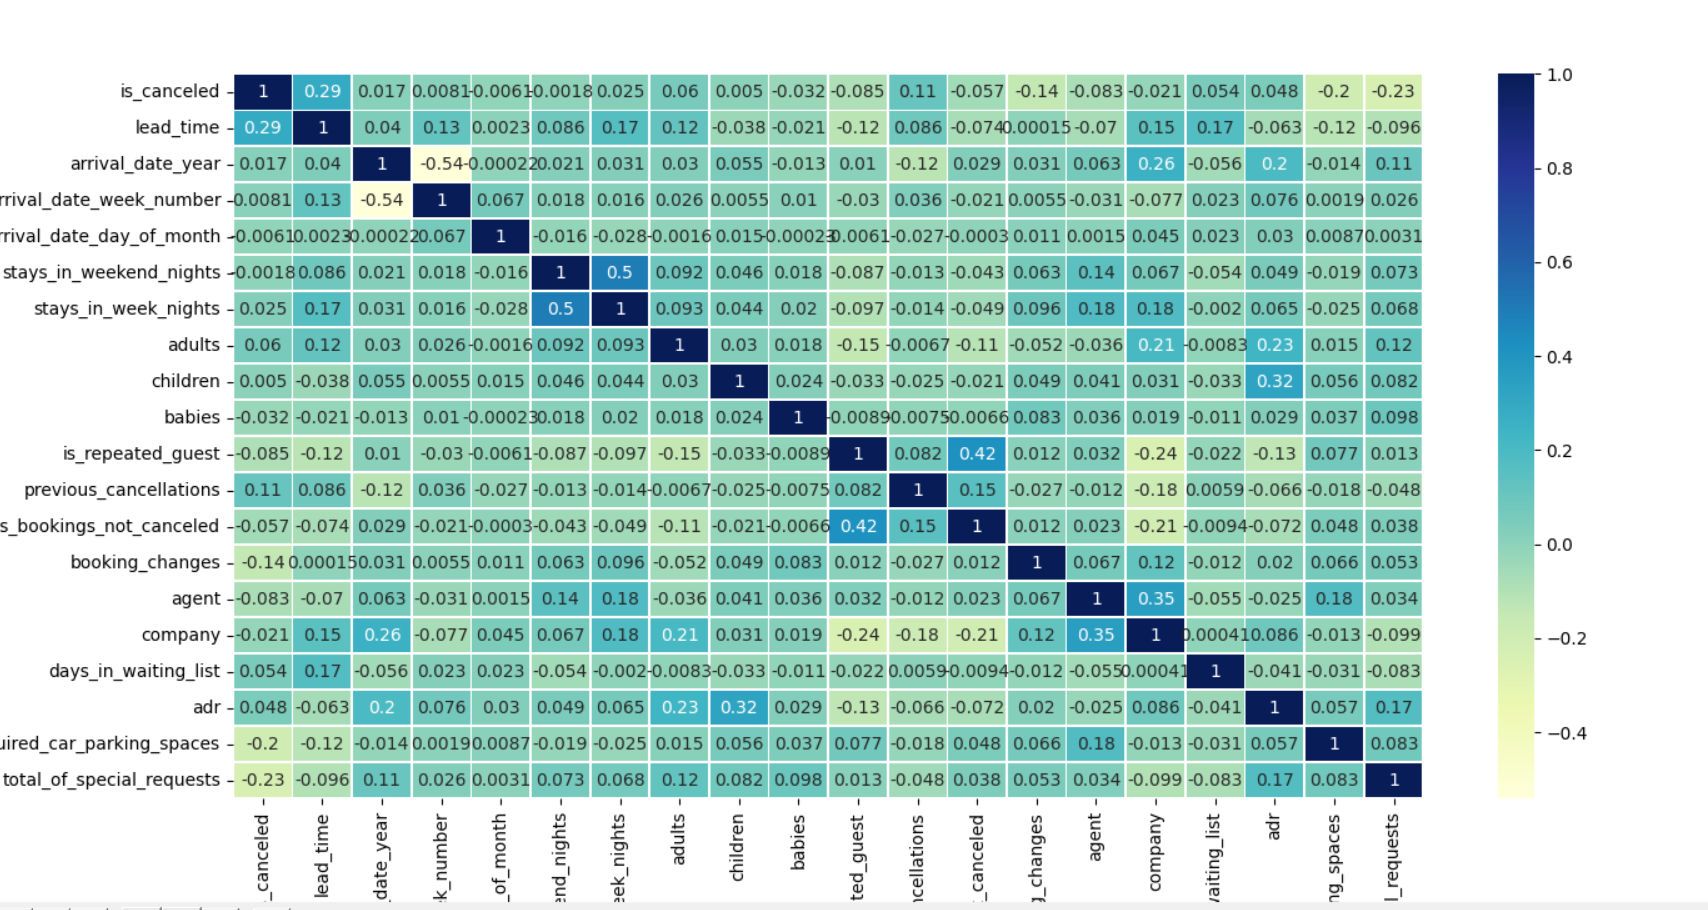 is_canceled 1 0.29 0.017 0.0081 -0.0061 -0.0018 0.025 0.06 0.005 -0.032 -0.085 0.11 -0.057 -0.14 -0.083 -0.021 0.054 0.048 -0.2 -0.23
lead_time 0.29 1 0.04 0.13 0.0023 0.086 0.17 0.12 -0.038 -0.021 -0.12 0.086 -0.074 0.00015 -0.07 0.15 0.17 -0.063 -0.12 -0.096
arrival_date_year 0.017 0.04 1 -0.54 -0.00022 0.021 0.031 0.03 0.055 -0.013 0.01 -0.12 0.029 0.031 0.063 0.26 -0.056 0.2 -0.014 0.11
rrival_date_week_number 0.0081 0.13 -0.54 1 0.067 0.018 0.016 0.026 0.0055 0.01 -0.03 0.036 -0.021 0.0055 -0.031 -0.077 0.023 0.076 0.0019 0.026
rrival_date_day_of_month -0.0061 0.0023 -0.00022 0.067 1 -0.016 -0.028 -0.0016 0.015 -0.00023 -0.0061 -0.027 -0.0003 0.011 0.0015 0.045 0.023 0.03 0.0087 0.0031
stays_in_weekend_nights -0.0018 0.086 0.021 0.018 -0.016 1 0.5 0.092 0.046 0.018 -0.087 -0.013 -0.043 0.063 0.14 0.067 -0.054 0.049 -0.019 0.073
stays_in_week_nights 0.025 0.17 0.031 0.016 -0.028 0.5 1 0.093 0.044 0.02 -0.097 -0.014 -0.049 0.096 0.18 0.18 -0.002 0.065 -0.025 0.068
adults 0.06 0.12 0.03 0.026 -0.0016 0.092 0.093 1 0.03 0.018 -0.15 -0.0067 -0.11 -0.052 -0.036 0.21 -0.0083 0.23 0.015 0.12
children 0.005 -0.038 0.055 0.0055 0.015 0.046 0.044 0.03 1 0.024 -0.033 -0.025 -0.021 0.049 0.041 0.031 -0.033 0.32 0.056 0.082
babies -0.032 -0.021 -0.013 0.01 -0.00023 0.018 0.02 0.018 0.024 1 -0.0089 -0.0075 -0.0066 0.083 0.036 0.019 -0.011 0.029 0.037 0.098
is_repeated_guest -0.085 -0.12 0.01 -0.03 -0.0061 -0.087 -0.097 -0.15 -0.033 -0.0089 1 0.082 0.42 0.012 0.032 -0.24 -0.022 -0.13 0.077 0.013
previous_cancellations 0.11 0.086 -0.12 0.036 -0.027 -0.013 -0.014 -0.0067 -0.025 -0.0075 0.082 1 0.15 -0.027 -0.012 -0.18 0.0059 -0.066 -0.018 -0.048
s_bookings_not_canceled -0.057 -0.074 0.029 -0.021 -0.0003 -0.043 -0.049 -0.11 -0.021 -0.0066 0.42 0.15 1 0.012 0.023 -0.21 -0.0094 -0.072 0.048 0.038
booking_changes -0.14 0.00015 0.031 0.0055 0.011 0.063 0.096 -0.052 0.049 0.083 0.012 -0.027 0.012 1 0.067 0.12 -0.012 0.02 0.066 0.053
agent -0.083 -0.07 0.063 -0.031 0.0015 0.14 0.18 -0.036 0.041 0.036 0.032 -0.012 0.023 0.067 1 0.35 -0.055 -0.025 0.18 0.034
company -0.021 0.15 0.26 -0.077 0.045 0.067 0.18 0.21 0.031 0.019 -0.24 -0.18 -0.21 0.12 0.35 1 0.00041 0.086 -0.013 -0.099
days_in_waiting_list 0.054 0.17 -0.056 0.023 0.023 -0.054 -0.002 -0.0083 -0.033 -0.011 -0.022 0.0059 -0.0094 -0.012 -0.055 0.00041 1 -0.041 -0.031 -0.083
adr 0.048 -0.063 0.2 0.076 0.03 0.049 0.065 0.23 0.32 0.029 -0.13 -0.066 -0.072 0.02 -0.025 0.086 -0.041 1 0.057 0.17
uired_car_parking_spaces -0.2 -0.12 -0.014 0.0019 0.0087 -0.019 -0.025 0.015 0.056 0.037 0.077 -0.018 0.048 0.066 0.18 -0.013 -0.031 0.057 1 0.083
total_of_special_requests -0.23 -0.096 0.11 0.026 0.0031 0.073 0.068 0.12 0.082 0.098 0.013 -0.048 0.038 0.053 0.034 -0.099 -0.083 0.17 0.083 1
_canceled
lead_time
date_year
k_number
_of_month
nd_nights
ek_nights
adults
children
babies
ted_guest
cellations
_canceled
g_changes
agent
company
aiting_list
adr
ng_spaces
l_requests
1.0
0.8
0.6
0.4
0.2
0.0
−0.2
−0.4